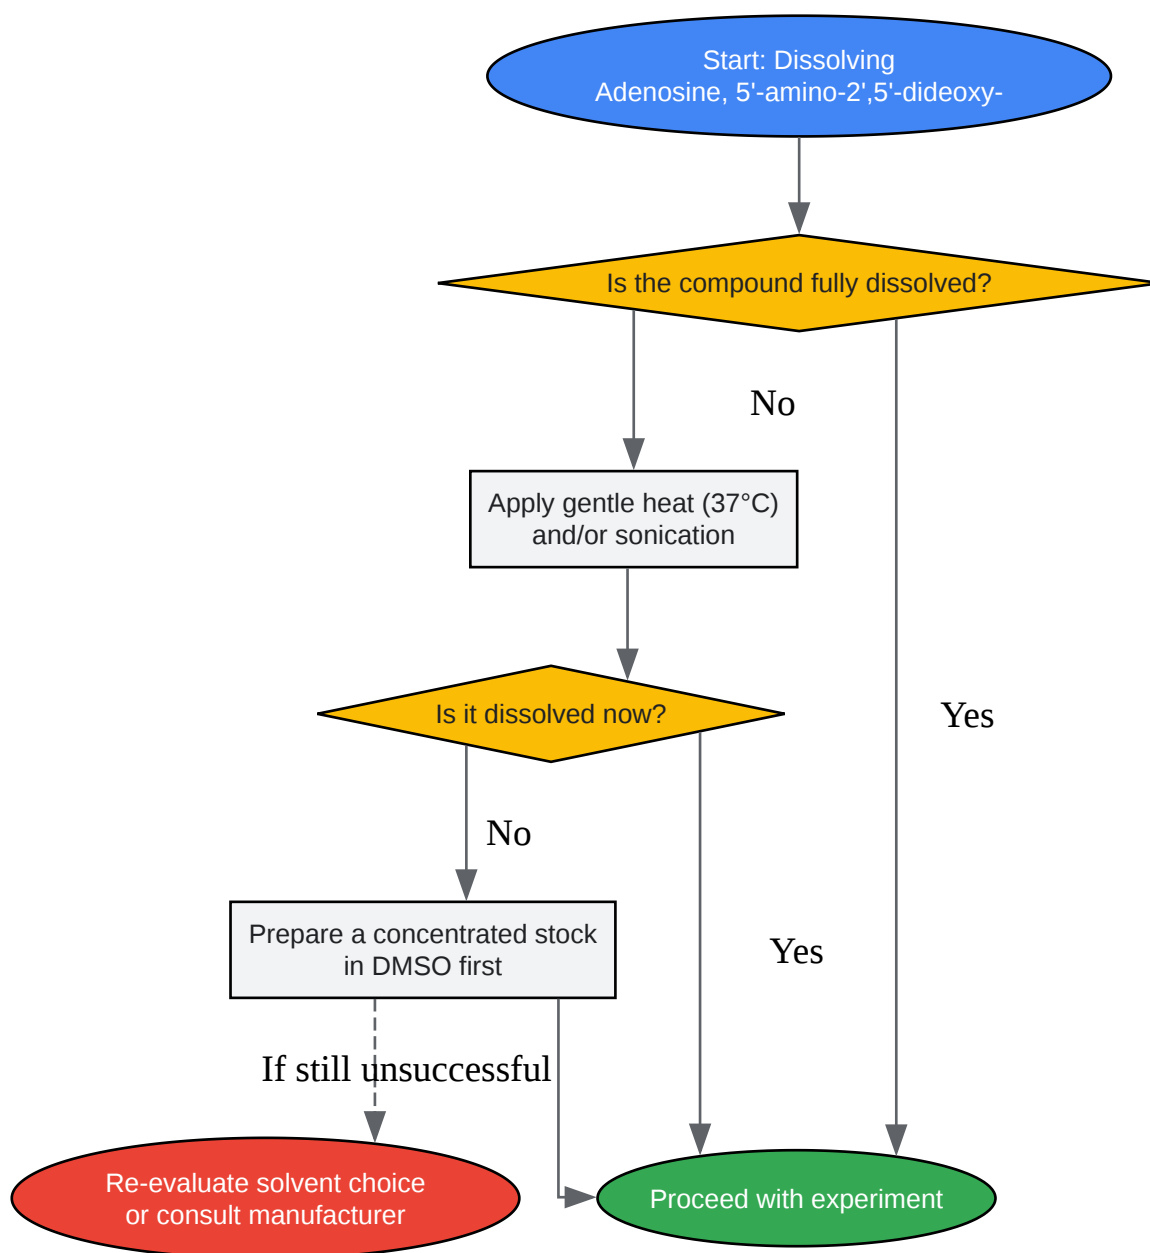 Start: Dissolving
Adenosine, 5'-amino-2',5'-dideoxy-
Is the compound fully dissolved?
No
Apply gentle heat (37°C)
and/or sonication
Is it dissolved now?
Yes
No
Prepare a concentrated stock
in DMSO first
Yes
If still unsuccessful
Re-evaluate solvent choice
or consult manufacturer
Proceed with experiment